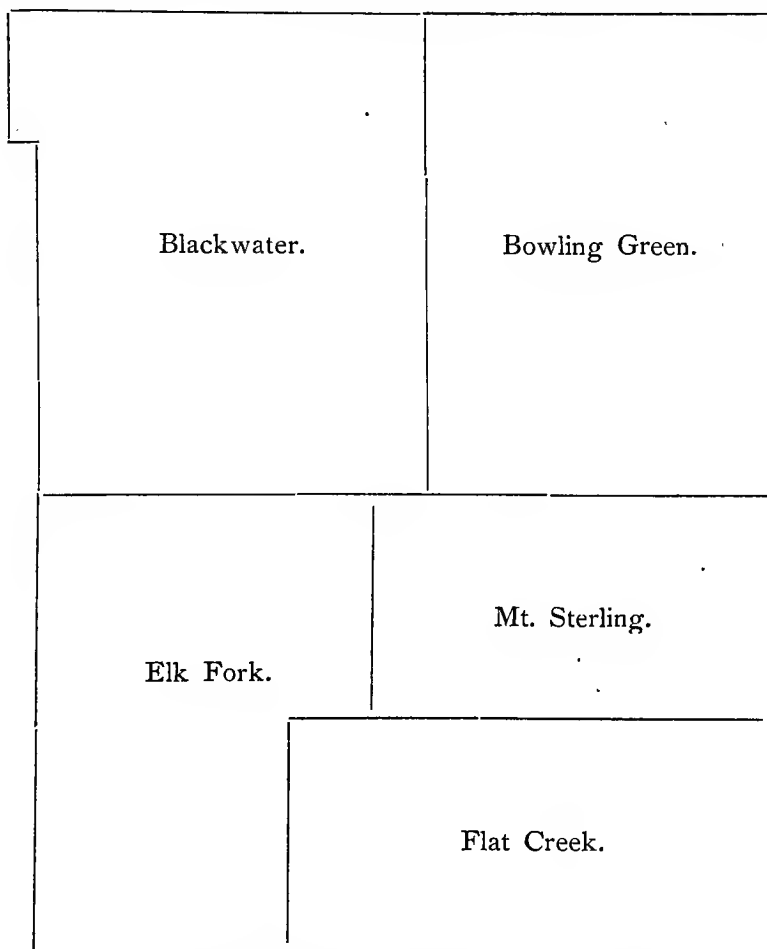 Blackwater.
Bowling Green.
Mt. Sterling.
Elk Fork.
Flat Creek.